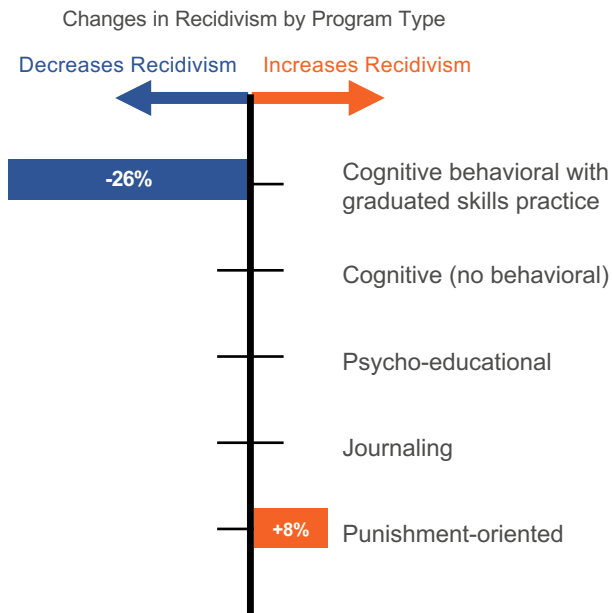 Changes in Recidivism by Program Type
Decreases Recidivism
Increases Recidivism
-26%
Cognitive behavioral with
graduated skills practice
Cognitive (no behavioral)
Psycho-educational
Journaling
+8%
Punishment-oriented